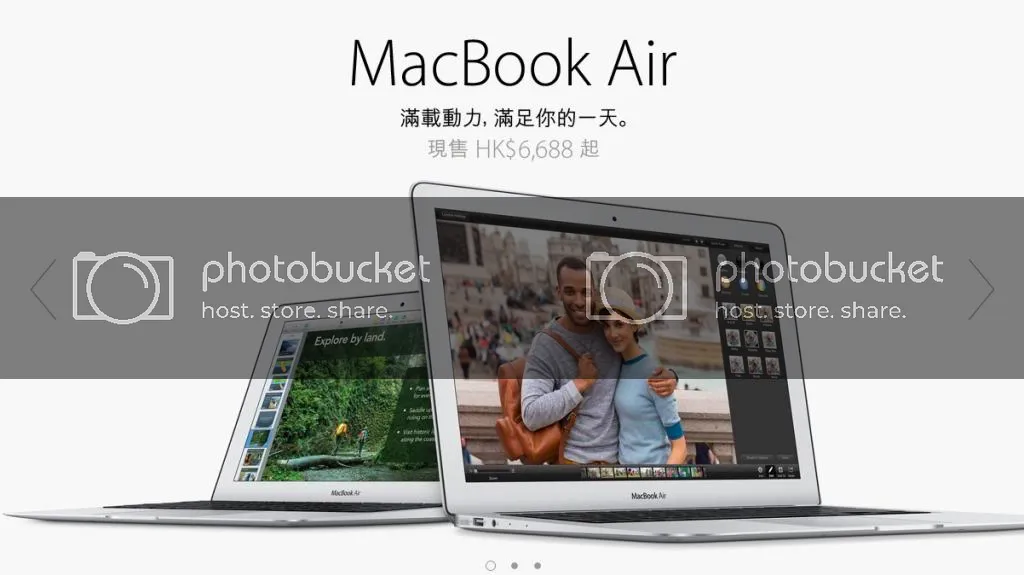 MacBook Air
滿載動力, 滿足你的一天。
現售 HK$6,688 起
photobucket
host. store. share.
photobucket
host. store. share.
Explore by land.
MacBook Air
MacBook Air